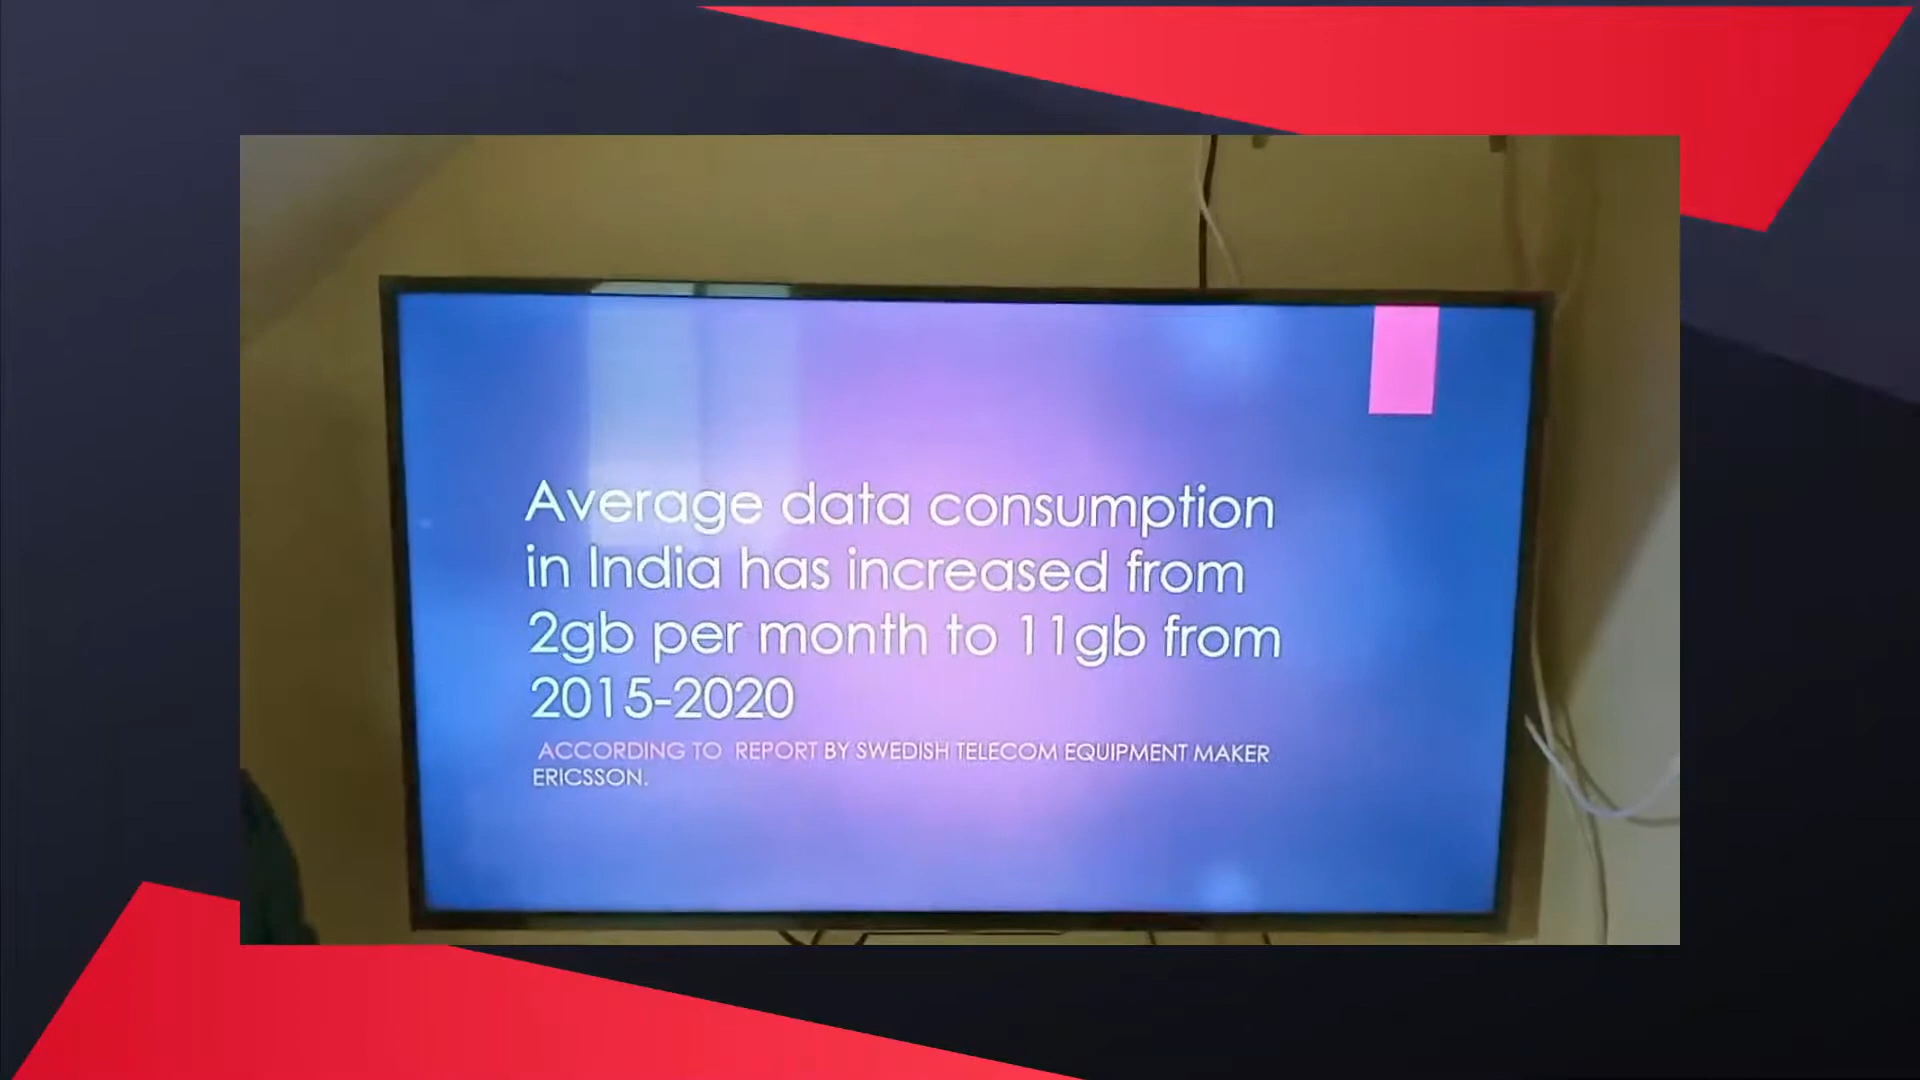 Average data consumption
in India has increased from
2gb per month to 11gb from
2015-2020
ACCORDING TO REPORT BY SWEDISH TELECOM EQUIPMENT MAKER
ERICSSON.